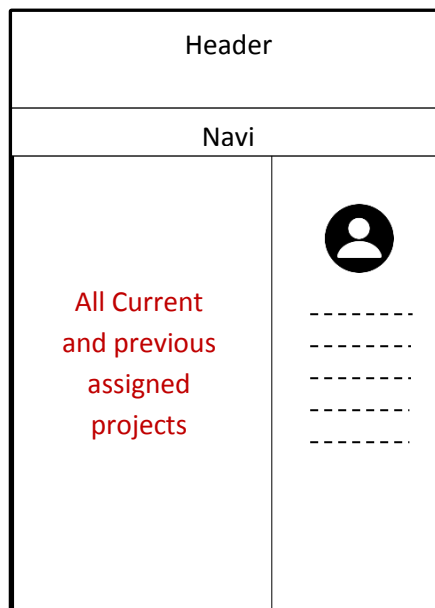 Header
Navi
All Current
and previous
assigned
projects